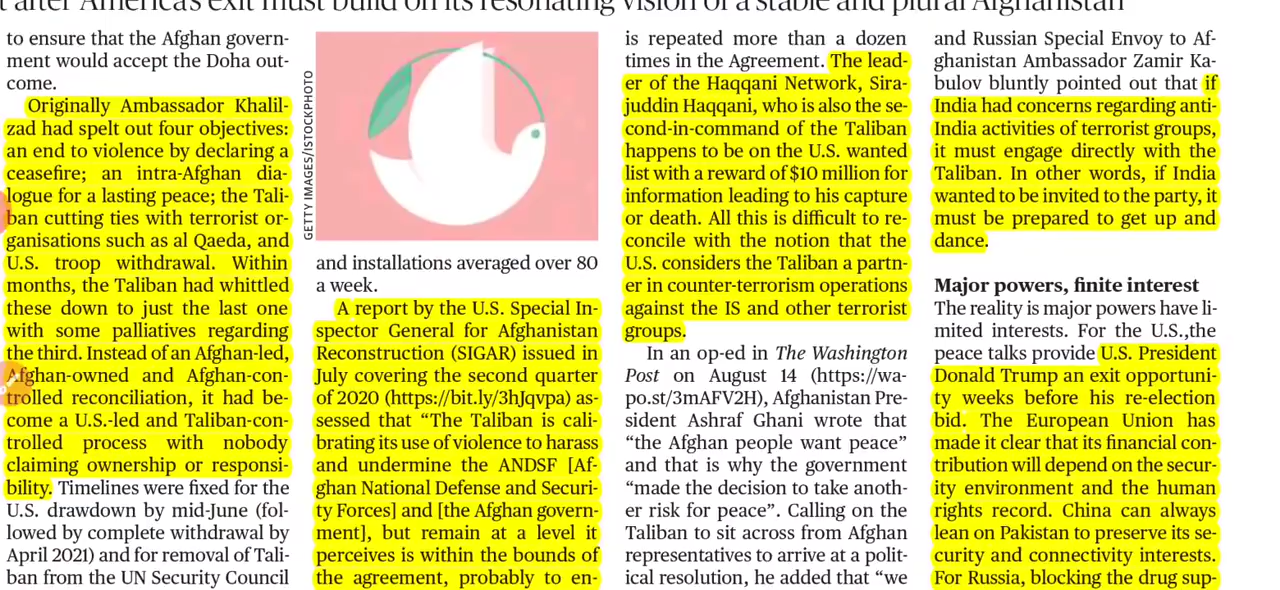 t after America's exit must build on its resonating vision of a stable and plural Afghanistan
to ensure that the Afghan govern-
ment would accept the Doha out-
come.
Originally Ambassador Khalil-
zad had spelt out four objectives:
an end to violence by declaring a
ceasefire; an intra-Afghan dia-
logue for a lasting peace; the Tali-
ban cutting ties with terrorist or-
ganisations such as al Qaeda, and
U.S. troop withdrawal. Within
months, the Taliban had whittled
these down to just the last one
with some palliatives regarding
the third. Instead of an Afghan-led,
Afghan-owned and Afghan-con-
trolled reconciliation, it had be-
come a U.S.-led and Taliban-con-
trolled process with nobody
claiming ownership or responsi-
bility. Timelines were fixed for the
U.S. drawdown by mid-June (fol-
lowed by complete withdrawal by
April 2021) and for removal of Tali-
ban from the UN Security Council
GETTY IMAGES/ISTOCKPHOTO
and installations averaged over 80
a week.
A report by the U.S. Special In-
spector General for Afghanistan
Reconstruction (SIGAR) issued in
July covering the second quarter
of 2020 (https://bit.ly/3hJqvpa) as-
sessed that “The Taliban is cali-
brating its use of violence to harass
and undermine the ANDSF [Af-
ghan National Defense and Securi-
ty Forces] and [the Afghan govern-
ment], but remain at a level it
perceives is within the bounds of
the agreement, probably to en-
is repeated more than a dozen
times in the Agreement. The lead-
er of the Haqqani Network, Sira-
juddin Haqqani, who is also the se-
cond-in-command of the Taliban
happens to be on the U.S. wanted
list with a reward of $10 million for
information leading to his capture
or death. All this is difficult to re-
concile with the notion that the
U.S. considers the Taliban a partn-
er in counter-terrorism operations
against the IS and other terrorist
groups.
In an op-ed in The Washington
Post on August 14 (https://wa-
po.st/3mAFV2H), Afghanistan Pre-
sident Ashraf Ghani wrote that
“the Afghan people want peace”
and that is why the government
“made the decision to take anoth-
er risk for peace”. Calling on the
Taliban to sit across from Afghan
representatives to arrive at a polit-
ical resolution, he added that “we
and Russian Special Envoy to Af-
ghanistan Ambassador Zamir Ka-
bulov bluntly pointed out that if
India had concerns regarding anti-
India activities of terrorist groups,
it must engage directly with the
Taliban. In other words, if India
wanted to be invited to the party, it
must be prepared to get up and
dance.
Major powers, finite interest
The reality is major powers have li-
mited interests. For the U.S.,the
peace talks provide U.S. President
Donald Trump an exit opportuni-
ty weeks before his re-election
bid. The European Union has
made it clear that its financial con-
tribution will depend on the secur-
ity environment and the human
rights record. China can always
lean on Pakistan to preserve its se-
curity and connectivity interests.
For Russia, blocking the drug sup-